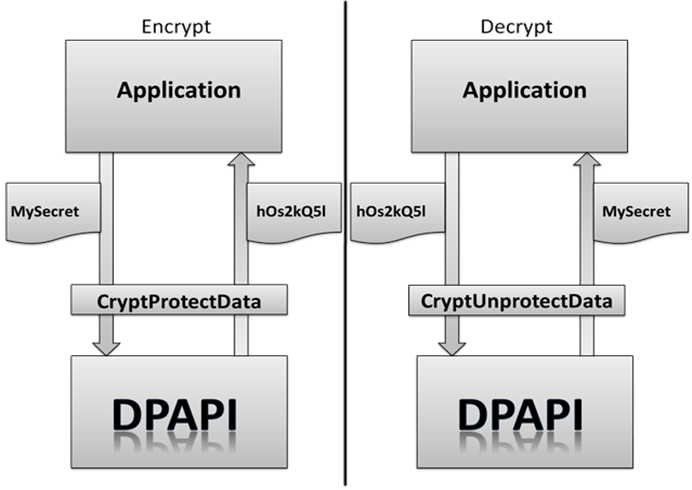 Encrypt
Application
MySecret
hOs2kQ5l
CryptProtectData
DPAPI
Decrypt
Application
hOs2kQ5l
MySecret
CryptUnprotectData
DPAPI